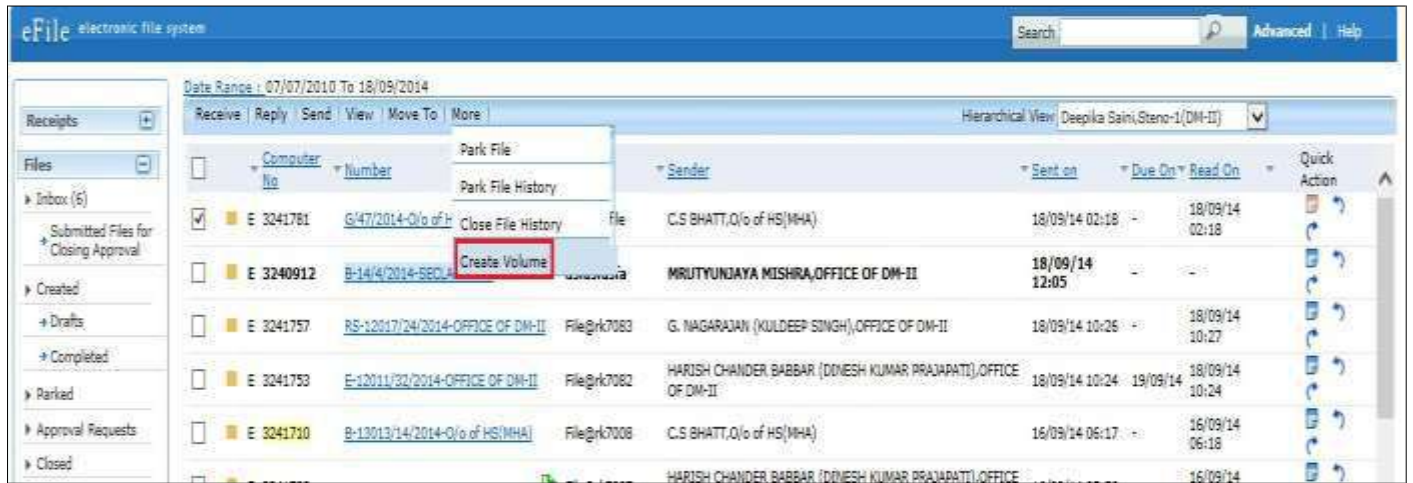 eFile electronic file system
Search
Advanced | Help
Date Range : 07/07/2010 To 18/09/2014
Receipts
Receive | Reply | Send | View | Move To | More |
Hierarchical View Deepika Saini,Steno-1(DM-II)
Files
Inbox (6)
Submitted Files for
Closing Approval
Created
Drafts
Completed
Parked
Approval Requests
Closed
Park File
Park File History
Close File History
Create Volume
Computer
No
Number
Sender
Sent on
Due On
Read On
Quick
Action
E 3241781 G/47/2014-O/o of H file C.S BHATT,O/o of HS(MHA) 18/09/14 02:18 - 18/09/14
02:18
E 3240912 B-14/4/2014-SECLA MRUTYUNJAYA MISHRA,OFFICE OF DM-II 18/09/14
12:05 - -
E 3241757 RS-12017/24/2014-OFFICE OF DM-II File@rk7083 G. NAGARAJAN (KULDEEP SINGH),OFFICE OF DM-II 18/09/14 10:26 - 18/09/14
10:27
E 3241753 E-12011/32/2014-OFFICE OF DM-II File@rk7082 HARISH CHANDER BABBAR (DINESH KUMAR PRAJAPATI),OFFICE
OF DM-II 18/09/14 10:24 19/09/14 18/09/14
10:24
E 3241710 B-13013/14/2014-O/o of HS(MHA) File@rk7008 C.S BHATT,O/o of HS(MHA) 16/09/14 06:17 - 16/09/14
06:18
HARISH CHANDER BABBAR (DINESH KUMAR PRAJAPATI),OFFICE 16/09/14